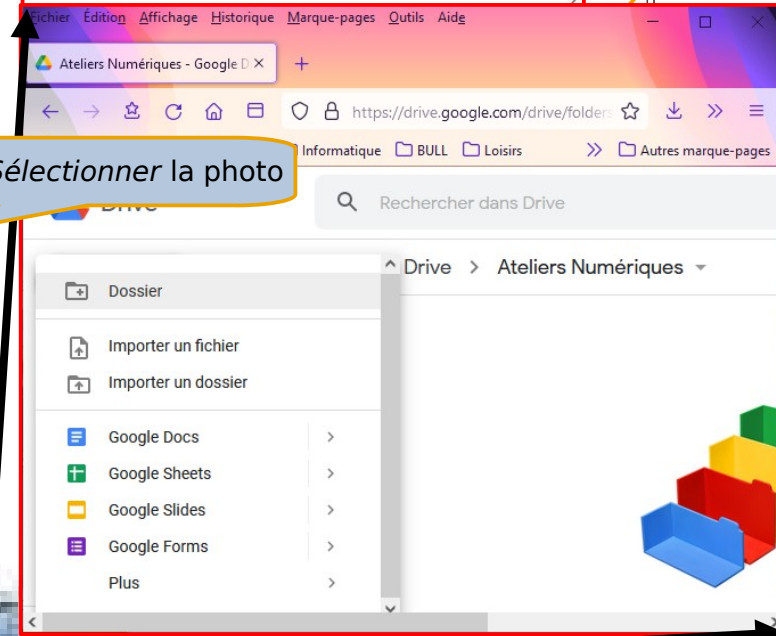 Fichier Édition Affichage Historique Marque-pages Outils Aide
Ateliers Numériques - Google D
https://drive.google.com/drive/folders
Informatique BULL Loisirs Autres marque-pages
Sélectionner la photo
Drive
Rechercher dans Drive
Drive > Ateliers Numériques
Dossier
Importer un fichier
Importer un dossier
Google Docs
Google Sheets
Google Slides
Google Forms
Plus